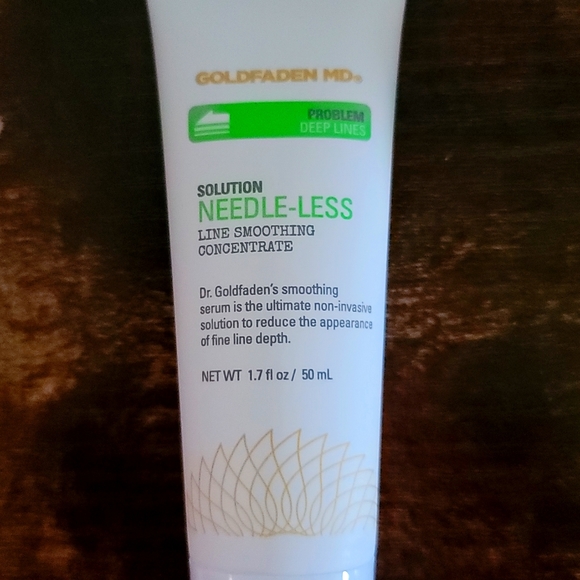 GOLDFADEN MD®
PROBLEM
DEEP LINES
SOLUTION
NEEDLE-LESS
LINE SMOOTHING
CONCENTRATE
Dr. Goldfaden's smoothing
serum is the ultimate non-invasive
solution to reduce the appearance
of fine line depth.
NET WT 1.7 fl oz / 50 mL